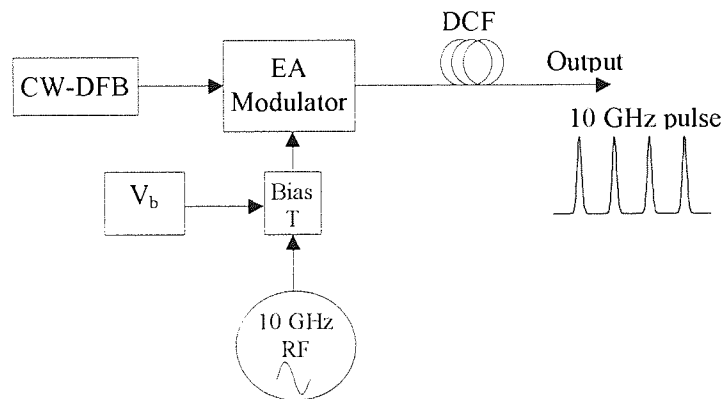 DCF
EA
Modulator
CW-DFB
Output
10 GHz pulse
V_b
Bias
T
10 GHz
RF